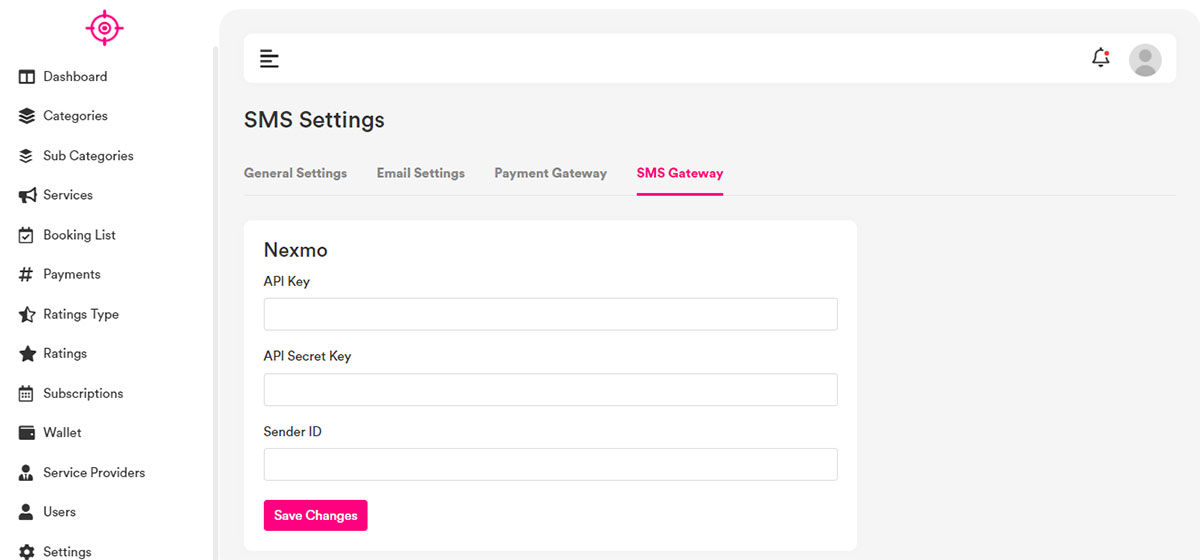 Dashboard
Categories
Sub Categories
Services
Booking List
Payments
Ratings Type
Ratings
Subscriptions
Wallet
Service Providers
Users
Settings
SMS Settings
General Settings Email Settings Payment Gateway SMS Gateway
Nexmo
API Key
API Secret Key
Sender ID
Save Changes